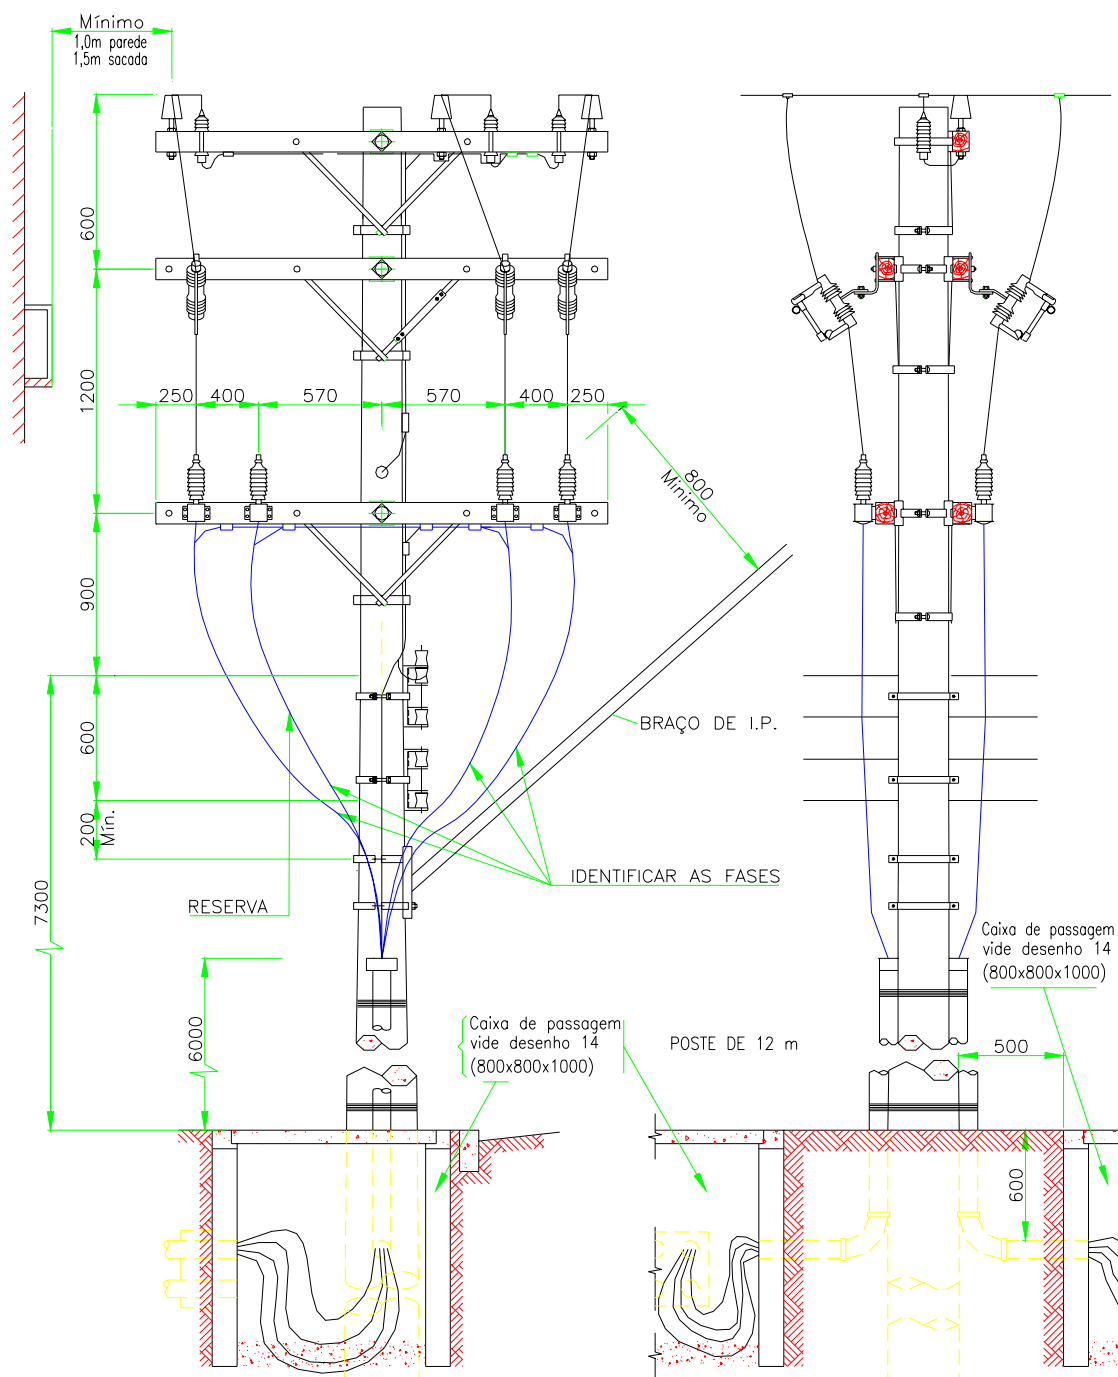 Mínimo
1,0m parede
1,5m sacada
600
1200
250 400 570 570 400 250
800
Minimo
900
600
BRAÇO DE I.P.
200
Mín.
IDENTIFICAR AS FASES
RESERVA
7300
6000
Caixa de passagem
vide desenho 14
(800x800x1000)
Caixa de passagem
vide desenho 14
(800x800x1000)
POSTE DE 12 m
500
600